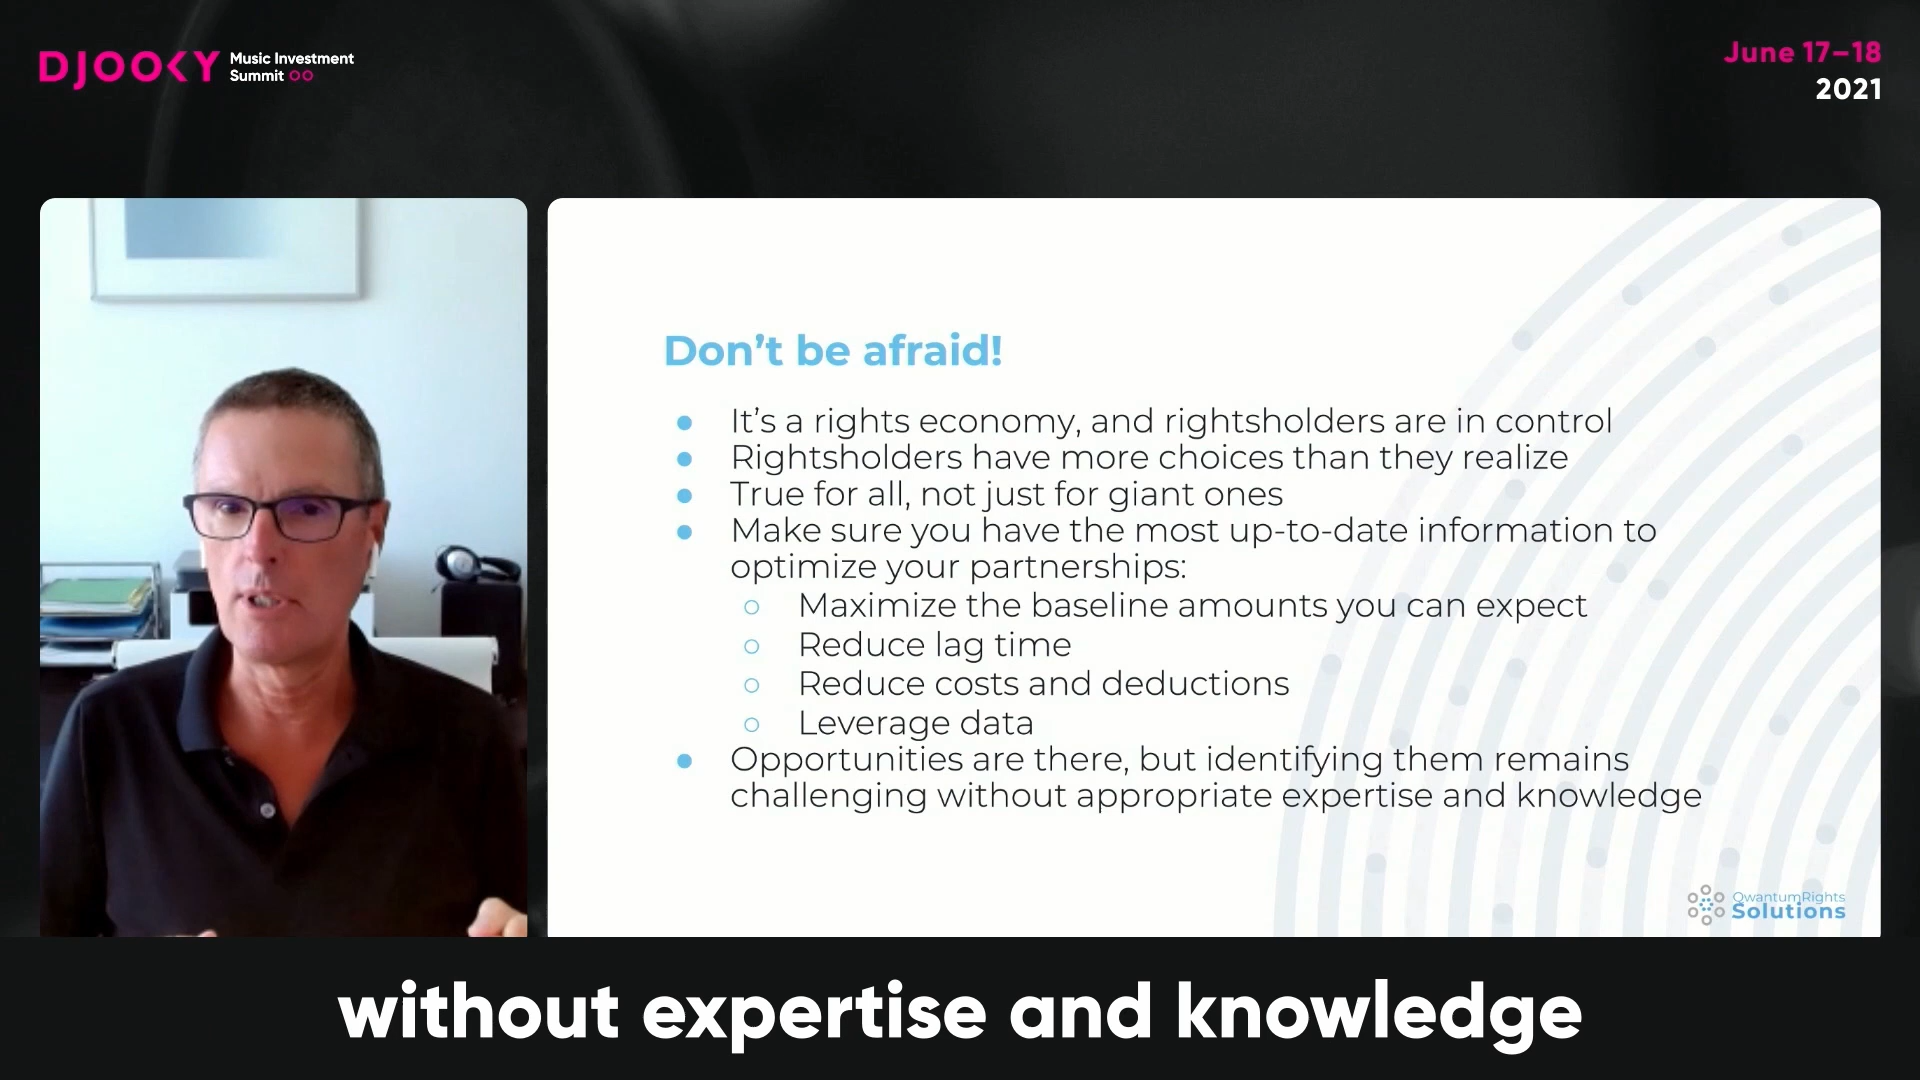 DJOOKY
Music Investment
Summit
June 17–18
2021
Don’t be afraid!
It’s a rights economy, and rightsholders are in control
Rightsholders have more choices than they realize
True for all, not just for giant ones
Make sure you have the most up-to-date information to
optimize your partnerships:
Maximize the baseline amounts you can expect
Reduce lag time
Reduce costs and deductions
Leverage data
Opportunities are there, but identifying them remains
challenging without appropriate expertise and knowledge
QwantumRights
Solutions
without expertise and knowledge